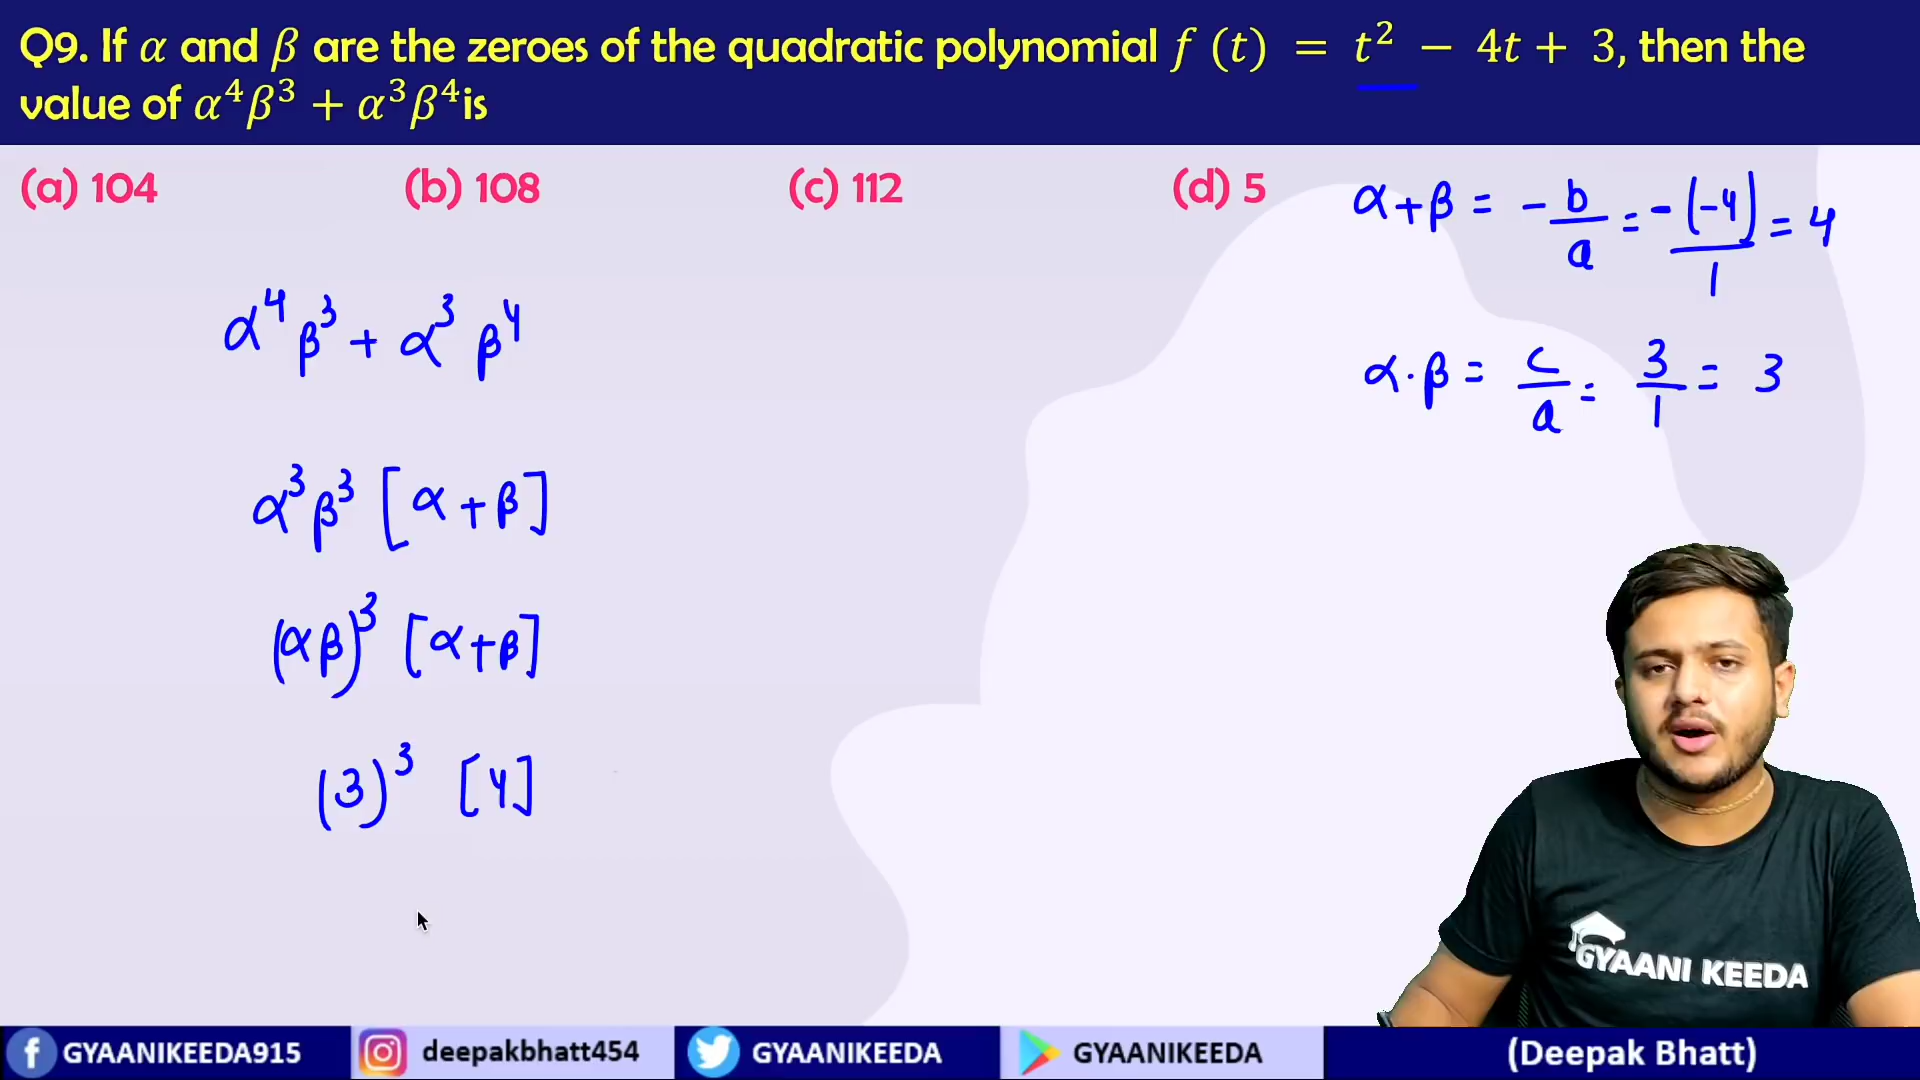 Q9. If α and β are the zeroes of the quadratic polynomial f (t) = t² − 4t + 3, then the
value of α⁴β³ + α³β⁴is
(a) 104 (b) 108 (c) 112 (d) 5
α+β = -b/a = -(-4)/1 = 4
α⁴β³ + α³β⁴
α·β = c/a = 3/1 = 3
α³β³ [α+β]
(αβ)³ [α+β]
(3)³ [4]
GYAANI KEEDA
GYAANIKEEDA915 deepakbhatt454 GYAANIKEEDA GYAANIKEEDA (Deepak Bhatt)